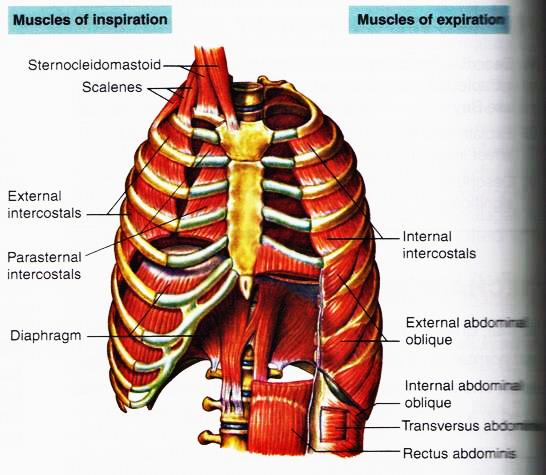 Muscles of inspiration
Muscles of expiration
Sternocleidomastoid
Scalenes
External
intercostals
Parasternal
intercostals
Diaphragm
Internal
intercostals
External abdominal
oblique
Internal abdominal
oblique
Transversus
Rectus abdominis